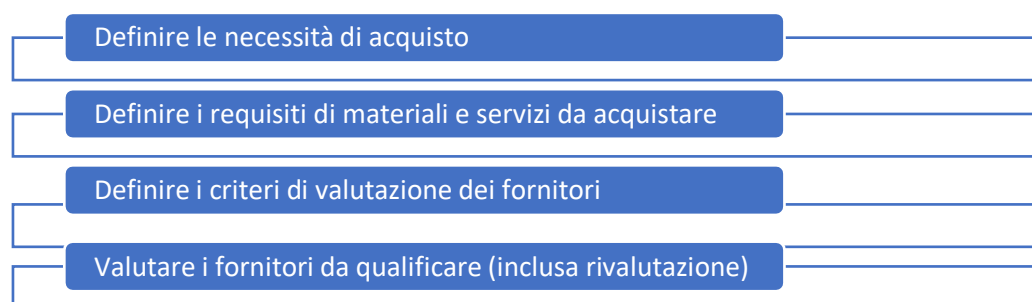 Definire le necessità di acquisto
Definire i requisiti di materiali e servizi da acquistare
Definire i criteri di valutazione dei fornitori
Valutare i fornitori da qualificare (inclusa rivalutazione)